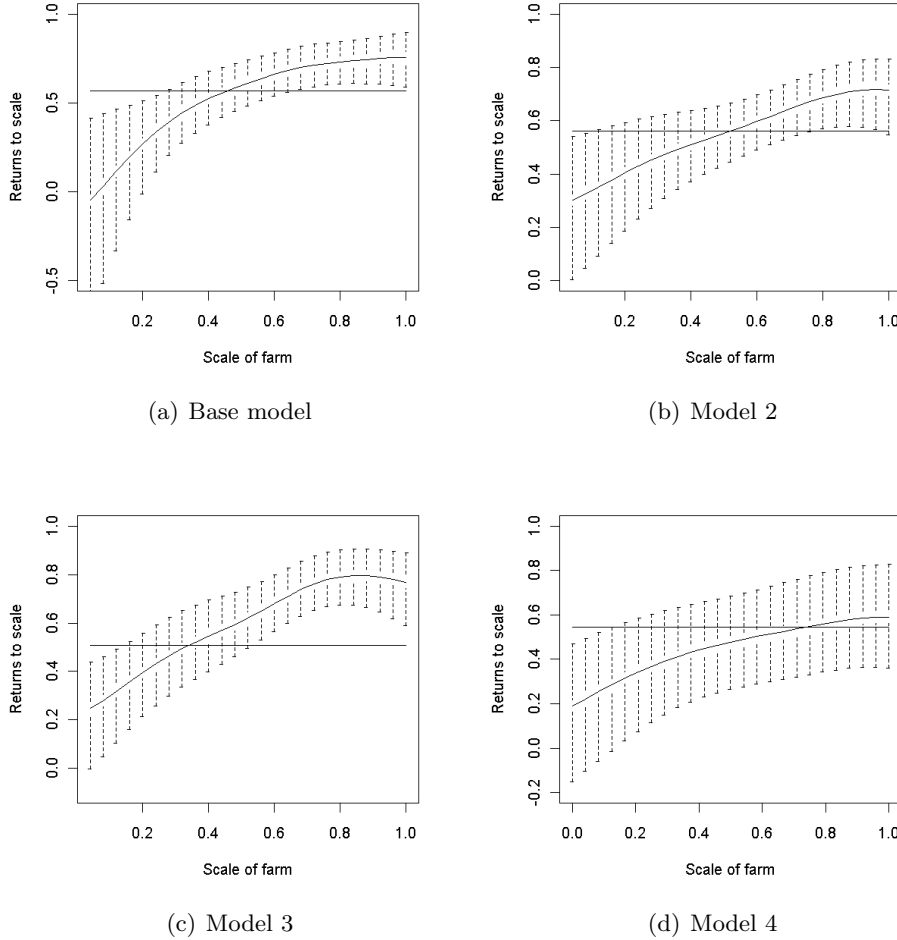 1.0
0.5
0.0
-0.5
Returns to scale
0.2 0.4 0.6 0.8 1.0
Scale of farm
(a) Base model
1.0
0.8
0.6
0.4
0.2
0.0
Returns to scale
0.2 0.4 0.6 0.8 1.0
Scale of farm
(b) Model 2
1.0
0.8
0.6
0.4
0.2
0.0
Returns to scale
0.2 0.4 0.6 0.8 1.0
Scale of farm
(c) Model 3
1.0
0.8
0.6
0.4
0.2
0.0
-0.2
Returns to scale
0.0 0.2 0.4 0.6 0.8 1.0
Scale of farm
(d) Model 4